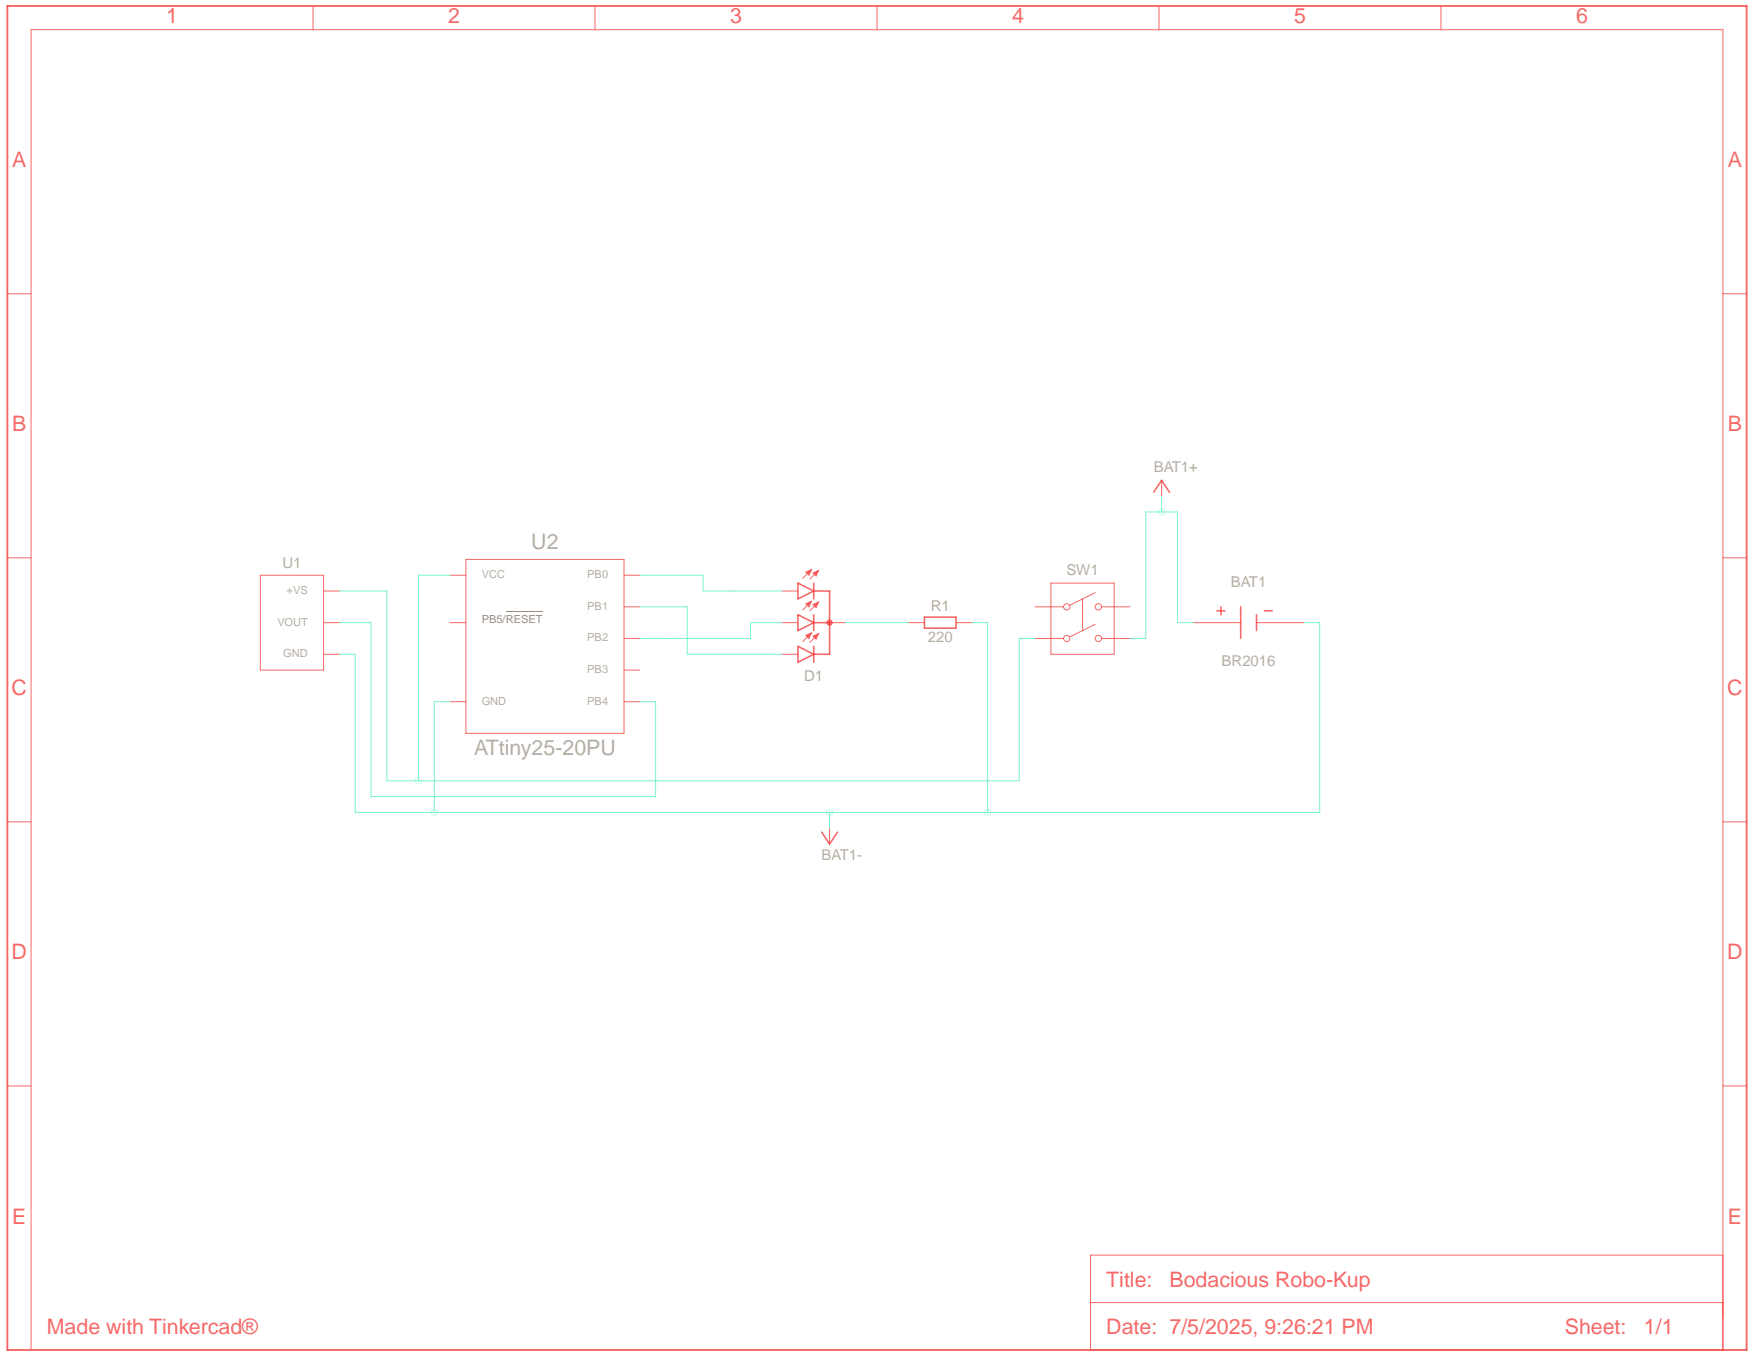 1 2 3 4 5 6
A A
B B
BAT1+
U2
U1
SW1
D1
R1
220
BAT1
+ −
BR2016
+VS
VOUT
GND
VCC PB0
PB1
PB5/RESET
PB2
PB3
GND PB4
ATtiny25-20PU
C C
BAT1-
D D
E E
Title: Bodacious Robo-Kup
Made with Tinkercad®
Date: 7/5/2025, 9:26:21 PM Sheet: 1/1